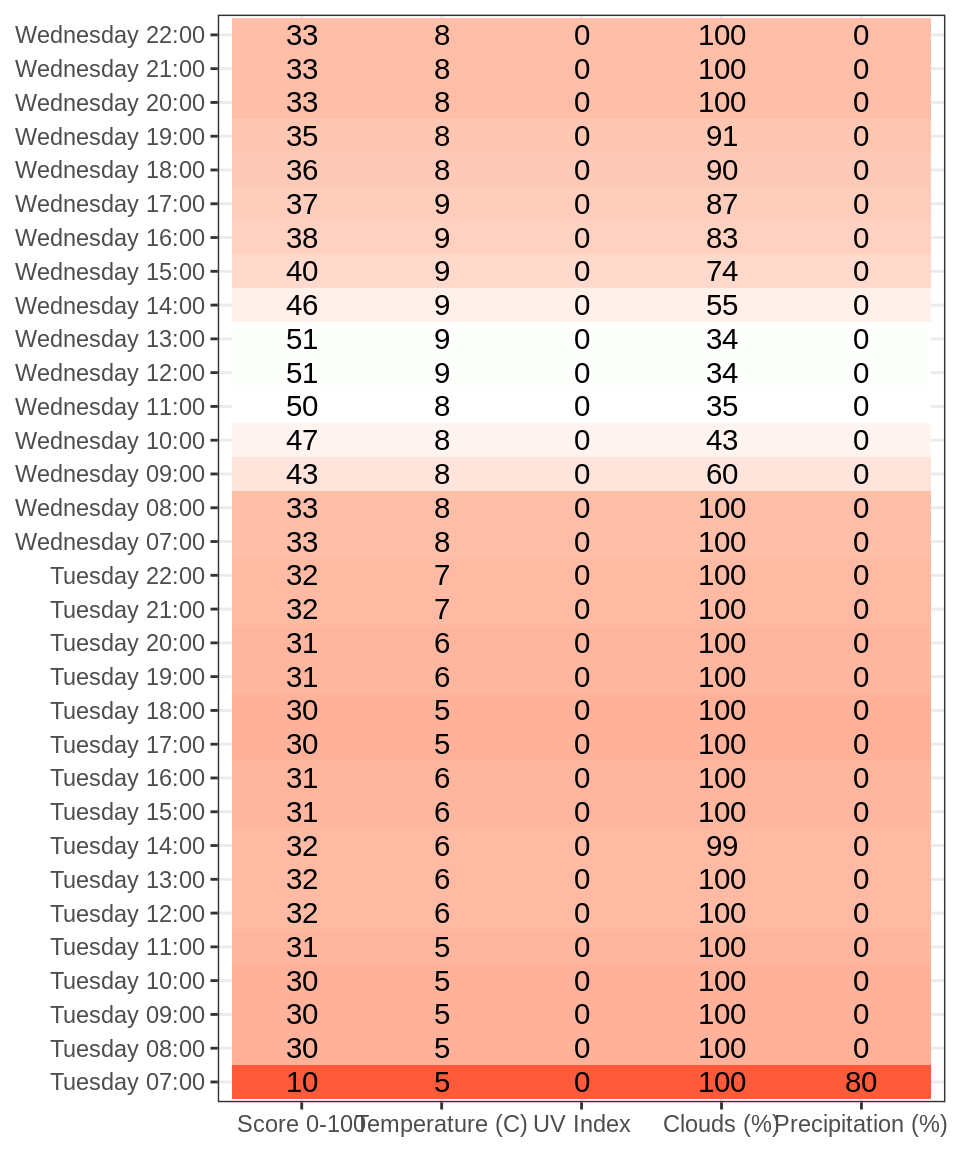 Wednesday 22:00 33 8 0 100 0
Wednesday 21:00 33 8 0 100 0
Wednesday 20:00 33 8 0 100 0
Wednesday 19:00 35 8 0 91 0
Wednesday 18:00 36 8 0 90 0
Wednesday 17:00 37 9 0 87 0
Wednesday 16:00 38 9 0 83 0
Wednesday 15:00 40 9 0 74 0
Wednesday 14:00 46 9 0 55 0
Wednesday 13:00 51 9 0 34 0
Wednesday 12:00 51 9 0 34 0
Wednesday 11:00 50 8 0 35 0
Wednesday 10:00 47 8 0 43 0
Wednesday 09:00 43 8 0 60 0
Wednesday 08:00 33 8 0 100 0
Wednesday 07:00 33 8 0 100 0
Tuesday 22:00 32 7 0 100 0
Tuesday 21:00 32 7 0 100 0
Tuesday 20:00 31 6 0 100 0
Tuesday 19:00 31 6 0 100 0
Tuesday 18:00 30 5 0 100 0
Tuesday 17:00 30 5 0 100 0
Tuesday 16:00 31 6 0 100 0
Tuesday 15:00 31 6 0 100 0
Tuesday 14:00 32 6 0 99 0
Tuesday 13:00 32 6 0 100 0
Tuesday 12:00 32 6 0 100 0
Tuesday 11:00 31 5 0 100 0
Tuesday 10:00 30 5 0 100 0
Tuesday 09:00 30 5 0 100 0
Tuesday 08:00 30 5 0 100 0
Tuesday 07:00 10 5 0 100 80
Score 0-100 Temperature (C) UV Index Clouds (%) Precipitation (%)